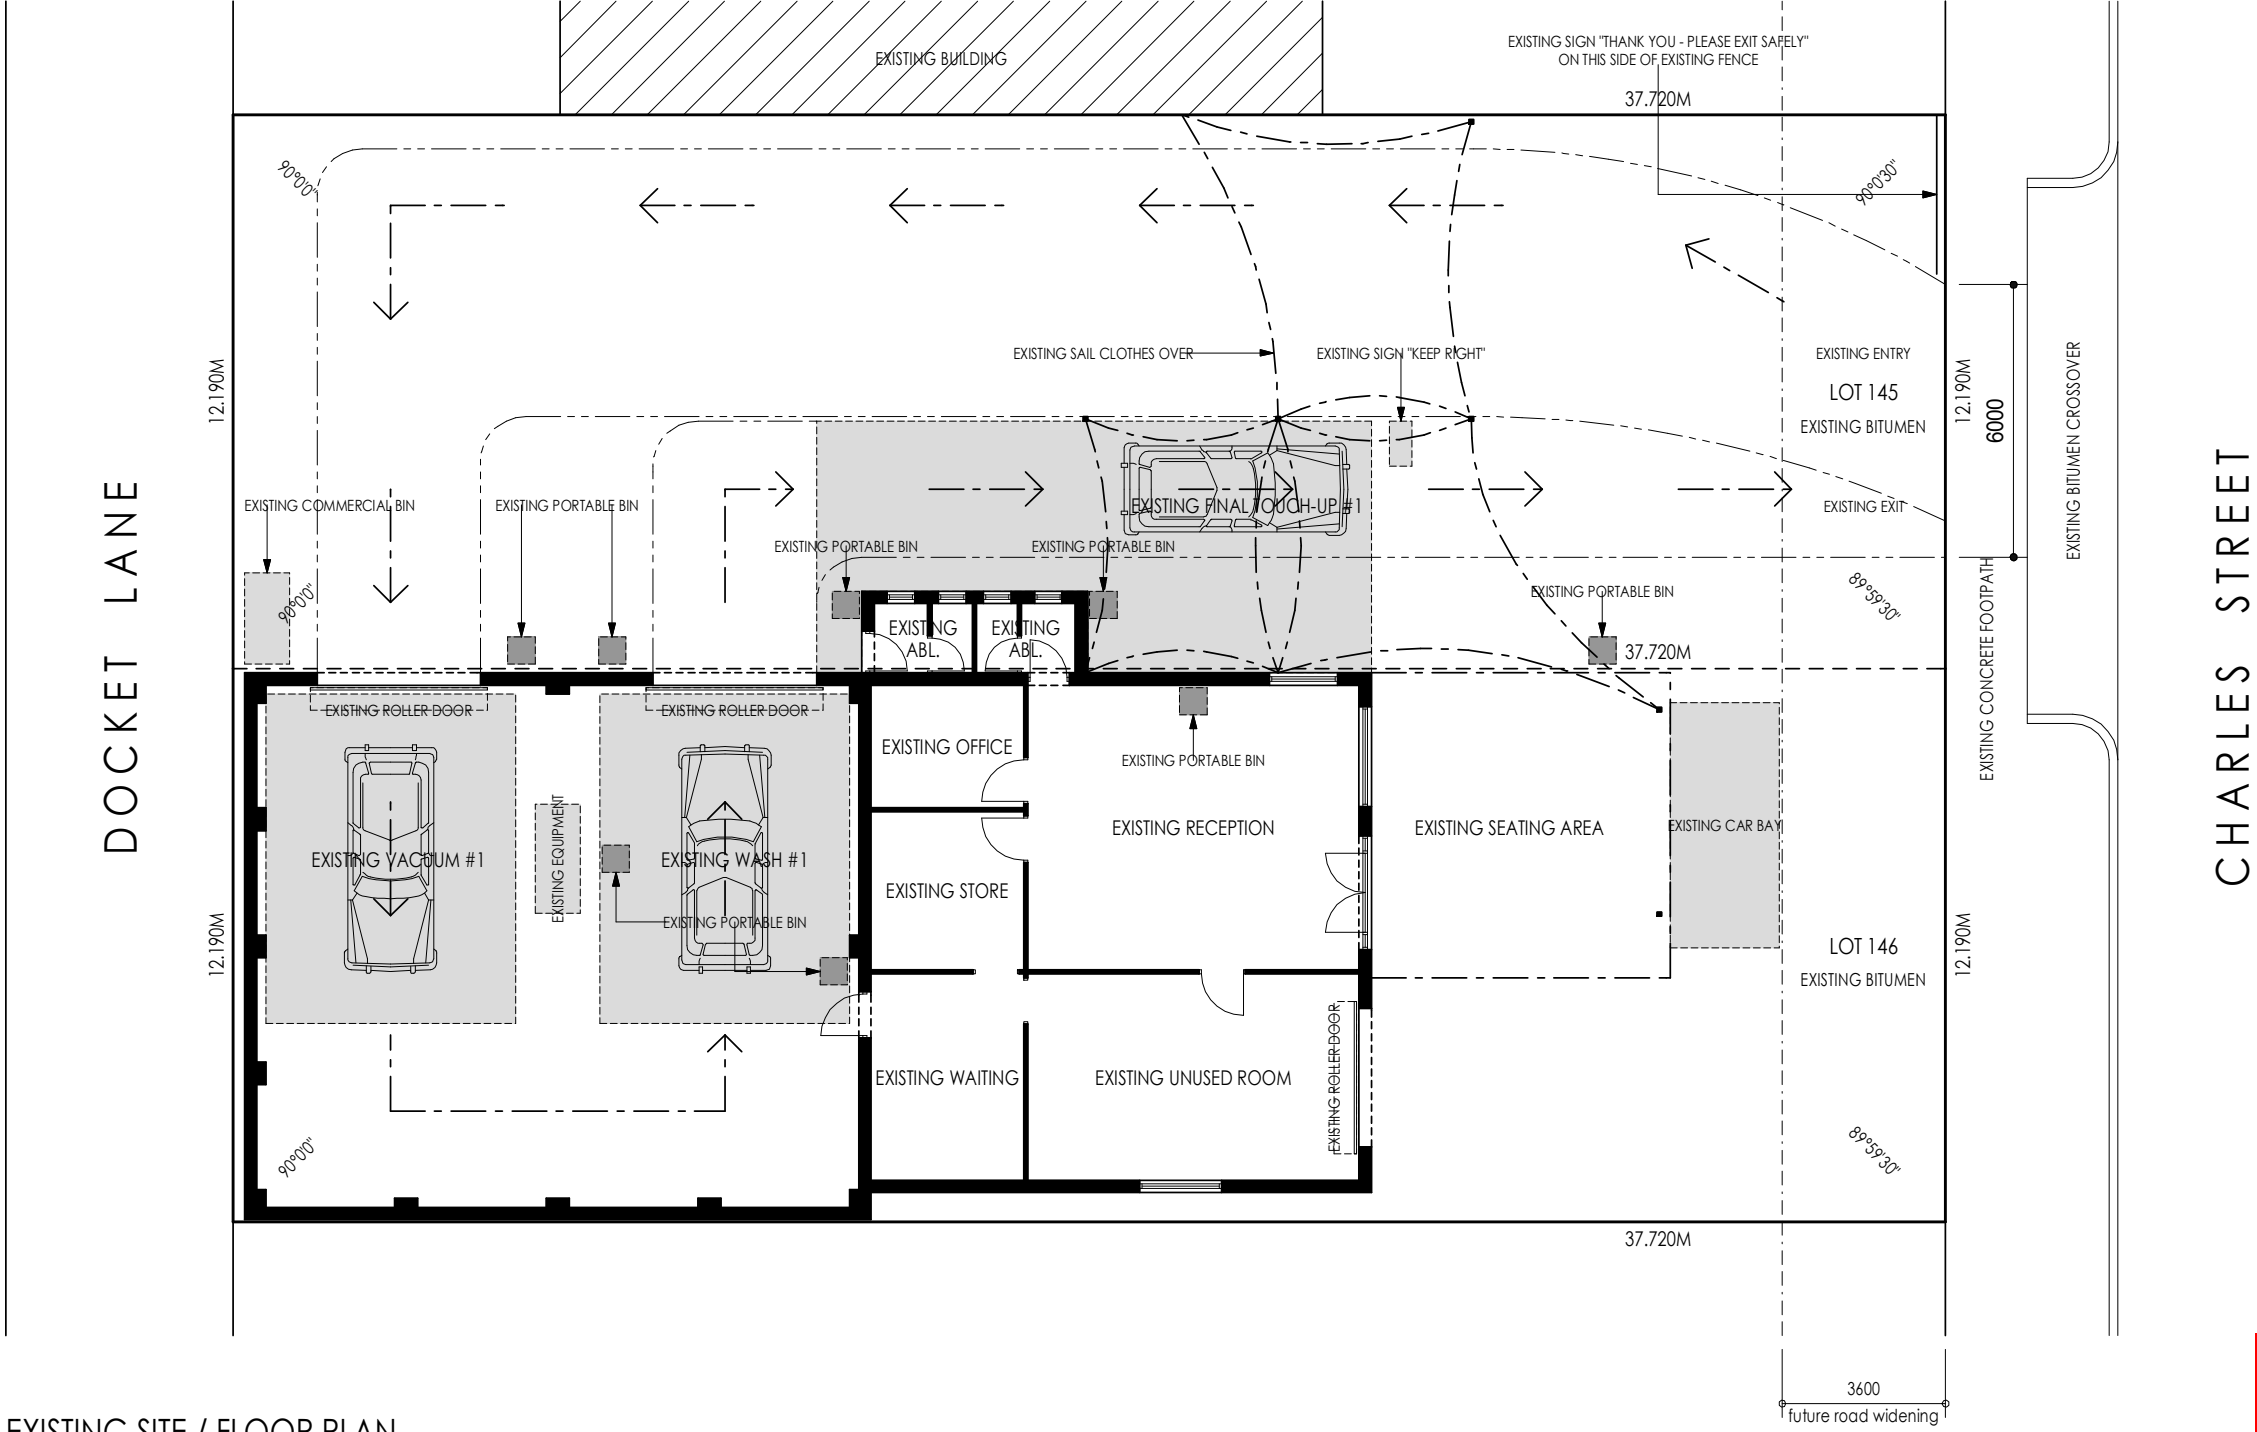 EXISTING BUILDING
EXISTING SIGN "THANK YOU - PLEASE EXIT SAFELY"
ON THIS SIDE OF EXISTING FENCE
37.720M
90°0'0"
90°0'30"
EXISTING SAIL CLOTHES OVER
EXISTING SIGN "KEEP RIGHT"
EXISTING ENTRY
LOT 145
EXISTING BITUMEN
12.190M
12.190M
6000
EXISTING BITUMEN CROSSOVER
DOCKET LANE
CHARLES STREET
EXISTING COMMERCIAL BIN
EXISTING PORTABLE BIN
EXISTING FINAL TOUCH-UP #1
EXISTING EXIT
EXISTING PORTABLE BIN
EXISTING PORTABLE BIN
90°0'0"
EXISTING PORTABLE BIN
89°59'30"
EXISTING CONCRETE FOOTPATH
EXISTING
ABL.
EXISTING
ABL.
37.720M
EXISTING ROLLER DOOR
EXISTING ROLLER DOOR
EXISTING OFFICE
EXISTING PORTABLE BIN
EXISTING RECEPTION
EXISTING SEATING AREA
EXISTING CAR BAY
EXISTING VACUUM #1
EXISTING EQUIPMENT
EXISTING WASH #1
EXISTING STORE
EXISTING PORTABLE BIN
12.190M
LOT 146
EXISTING BITUMEN
12.190M
EXISTING WAITING
EXISTING UNUSED ROOM
EXISTING ROLLER DOOR
90°0'0"
89°59'30"
37.720M
3600
future road widening
EXISTING SITE / FLOOR PLAN